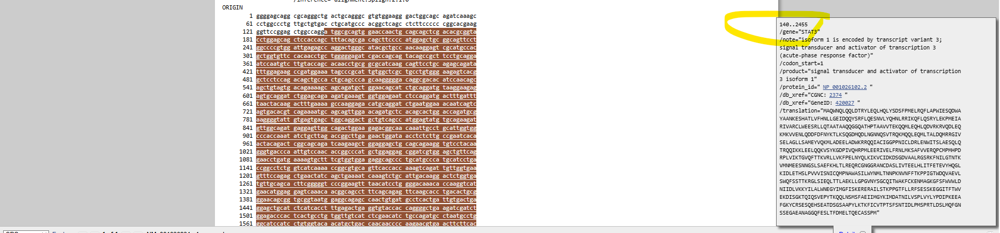 ORIGIN
1 ggggagcagg cgcagggctg actgcagggc gtgtggaagg gactggcagc agatcaaagc
61 cctggccctg ttgctgtgac ctgcatgccc acggctcagc ctcttccccc cggcacgaag
121 ggttccggag ctggccagga tggcgcagtg gaaccaactg cagcagctcg acacgcggta
181 cctggagcag ctccaccagc tttacagcga cagcttcccc atggagctgc ggcagttcct
241 ggccccgtgg attgagagcc aggactgggc atacgctgcc aacaaggagt cgcatgccac
301 gctggtgttc cacaacctgc tgggggagat cgaccagcag tacagccgct tcctgcagga
361 atccaatgtc ttgtaccagc acaacctgcg gcgcatcaag cagttcctgc agagcagata
421 tttggagaag ccgatggaaa tagcccgcat tgtggctcgc tgcctgtggg aagagtcacg
481 gctcctccag acagctgcca ctgcagccca gcaaggggga caggcgacac atccaacagc
541 agctgtagtg acagaaaagc agcagatgct ggaacagcat ctgcaggatg taaggaagag
601 agtgcaggat ctggagcaga agatgaaagt ggtggagaat ctccaggatg actttgattt
661 taactacaag actttgaaaa gccaaggaga catgcaggat ctgaatggaa acaatcagtc
721 agtgacacgt cagaaaatgc agcagttgga acagatgctc acagcactgg accagatgcg
781 aaggggtatt gtgagtgagc tggcaggact gctgtcagcc atggagtatg tgcagaagat
841 gttggcagat gaggagttgg cagactggaa gagacggcaa caaattgcct gcattggtgg
901 cccaccaaat atctgcttag accggcttga gaactggata acctctcttg ccgaatcaca
961 actacagact cggcagcaga tcaagaagct ggaggagctg cagcagaagg tgtcctacaa
1021 gggtgaccca attgtccaac accggccat gctggaggag cggatcgtgg agctgttcag
1081 gaacctgatg aaaagtgctt tcgtggtgga gaggcagccc tgcatgccca tgcatcctga
1141 ccggcctctg gtcatcaaaa ccggcgtgca gttcaccacc aaagtcagat tgttggtgaa
1201 gtttccagag ctgaactatc agctgaaaat caaagtctgc attgacaagg actctggtga
1261 tgttgcagca cttcgggggt cccggaagtt taacatcctg gggacaaaca ccaaggtcat
1321 gaacatggag gagtcaaaca acggcagcct ttcagcagag ttcaagcacc tgacactgcg
1381 ggaacagcgg tgcggtaatg gaggcagagc caactgtgat gcctcactga ttgtgactga
1441 ggagctgcat ctcatcacct ttgagactga ggtgtaccac caggggctga agatcgatct
1501 ggagacccac tcactgcctg tggttgtcat ctcgaacatc tgccagatgc ctaatgcctg
1561 ggcatccatc ctgtggtaca acatgctgac caacaacccc aagaacgtga acttcttcac
140..2455
/gene="STAT3"
/note="isoform 1 is encoded by transcript variant 3;
signal transducer and activator of transcription 3
(acute-phase response factor)"
/codon_start=1
/product="signal transducer and activator of transcription
3 isoform 1"
/protein_id=" NP_001026102.2 "
/db_xref="CGNC: 2374 "
/db_xref="GeneID: 420027 "
/translation="MAQWNQLQQLDTRYLEQLHQLYSDSFPMELRQFLAPWIESQDWA
YAANKESHATLVFHNLLGEIDQQYSRFLQESNVLYQHNLRRIKQFLQSRYLEKPMEIA
RIVARCLWEESRLLQTAATAAQQGGQATHPTAAVVTEKQQMLEQHLQDVRKRVQDLEQ
KMKVVENLQDDFDFNYKTLKSQGDMQDLNGNNQSVTRQKMQQLEQMLTALDQMRRGIV
SELAGLLSAMEYVQKMLADEELADWKRRQQIACIGGPPNICLDRLENWITSLAESQLQ
TRQQIKKLEELQQKVSYKGDPIVQHRPMLEERIVELFRNLMKSAFVVERQPCMPMHPD
RPLVIKTGVQFTTKVRLLVKFPELNYQLKIKVCIDKDSGDVAALRGSRKFNILGTNTK
VMNMEESNNGSLSAEFKHLTLREQRCGNGGRANCDASLIVTEELHLITFETEVYHQGL
KIDLETHSLPVVVISNICQMPNAWASILWYNMLTNNPKNVNFFTKPPIGTWDQVAEVL
SWQFSSTTKRGLSIEQLTTLAEKLLGPGVNYSGCQITWAKFCKENMAGKGFSFWVWLD
NIIDLVKKYILALWNEGYIMGFISKERERAILSTKPPGTFLLRFSESSKEGGITFTWV
EKDISGKTQIQSVEPYTKQQLNSMSFAEIIMGYKIMDATNILVSPLVYLYPDIPKEEA
FGKYCRSESQEHSEATDSGSAAPYLKTKFICVTPTSFSNTIDLPMSPRTLDSLMQFGN
SSEGAEANAGGQFESLTFDMELTQECASSPM"